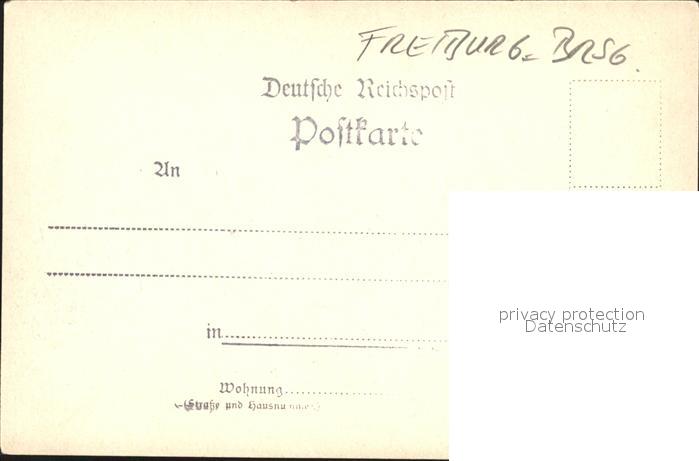 FREIBURG. BRSG.
Deutsche Reichspost
Postkarte
An
in
privacy protection
Datenschutz
Wohnung
(Straße und Hausnummer)